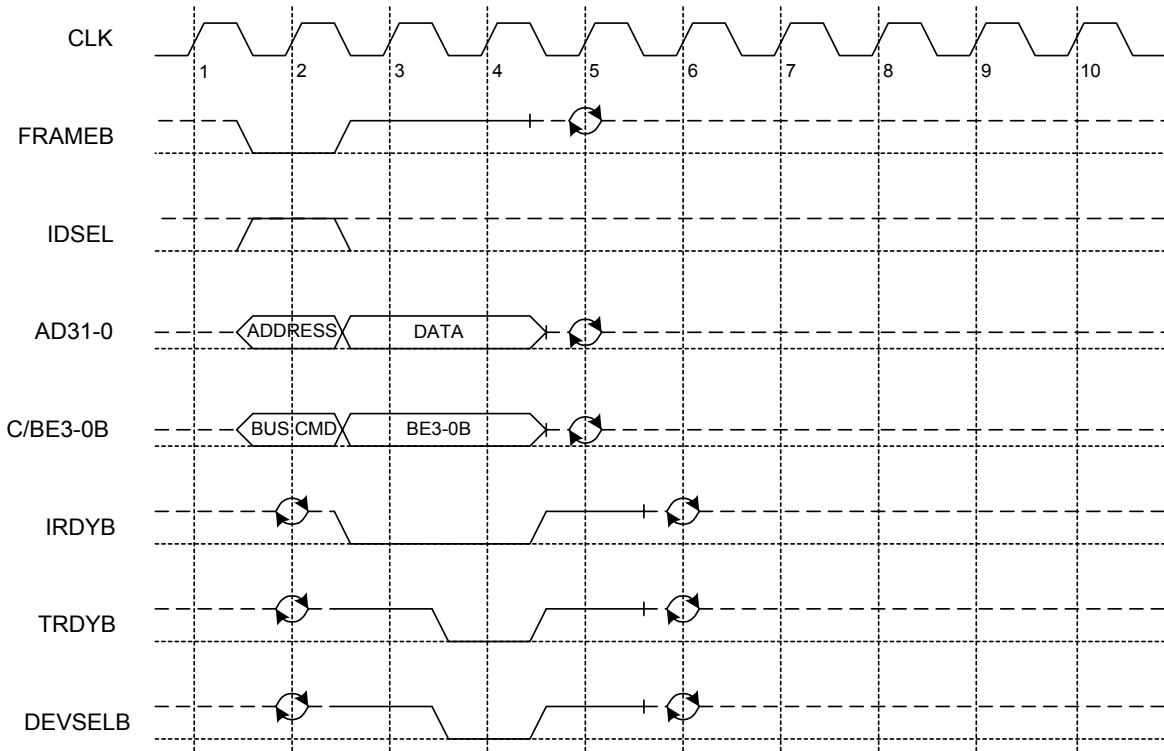 CLK
1 2 3 4 5 6 7 8 9 10
FRAMEB
IDSEL
AD31-0 ADDRESS DATA
C/BE3-0B BUS CMD BE3-0B
IRDYB
TRDYB
DEVSELB